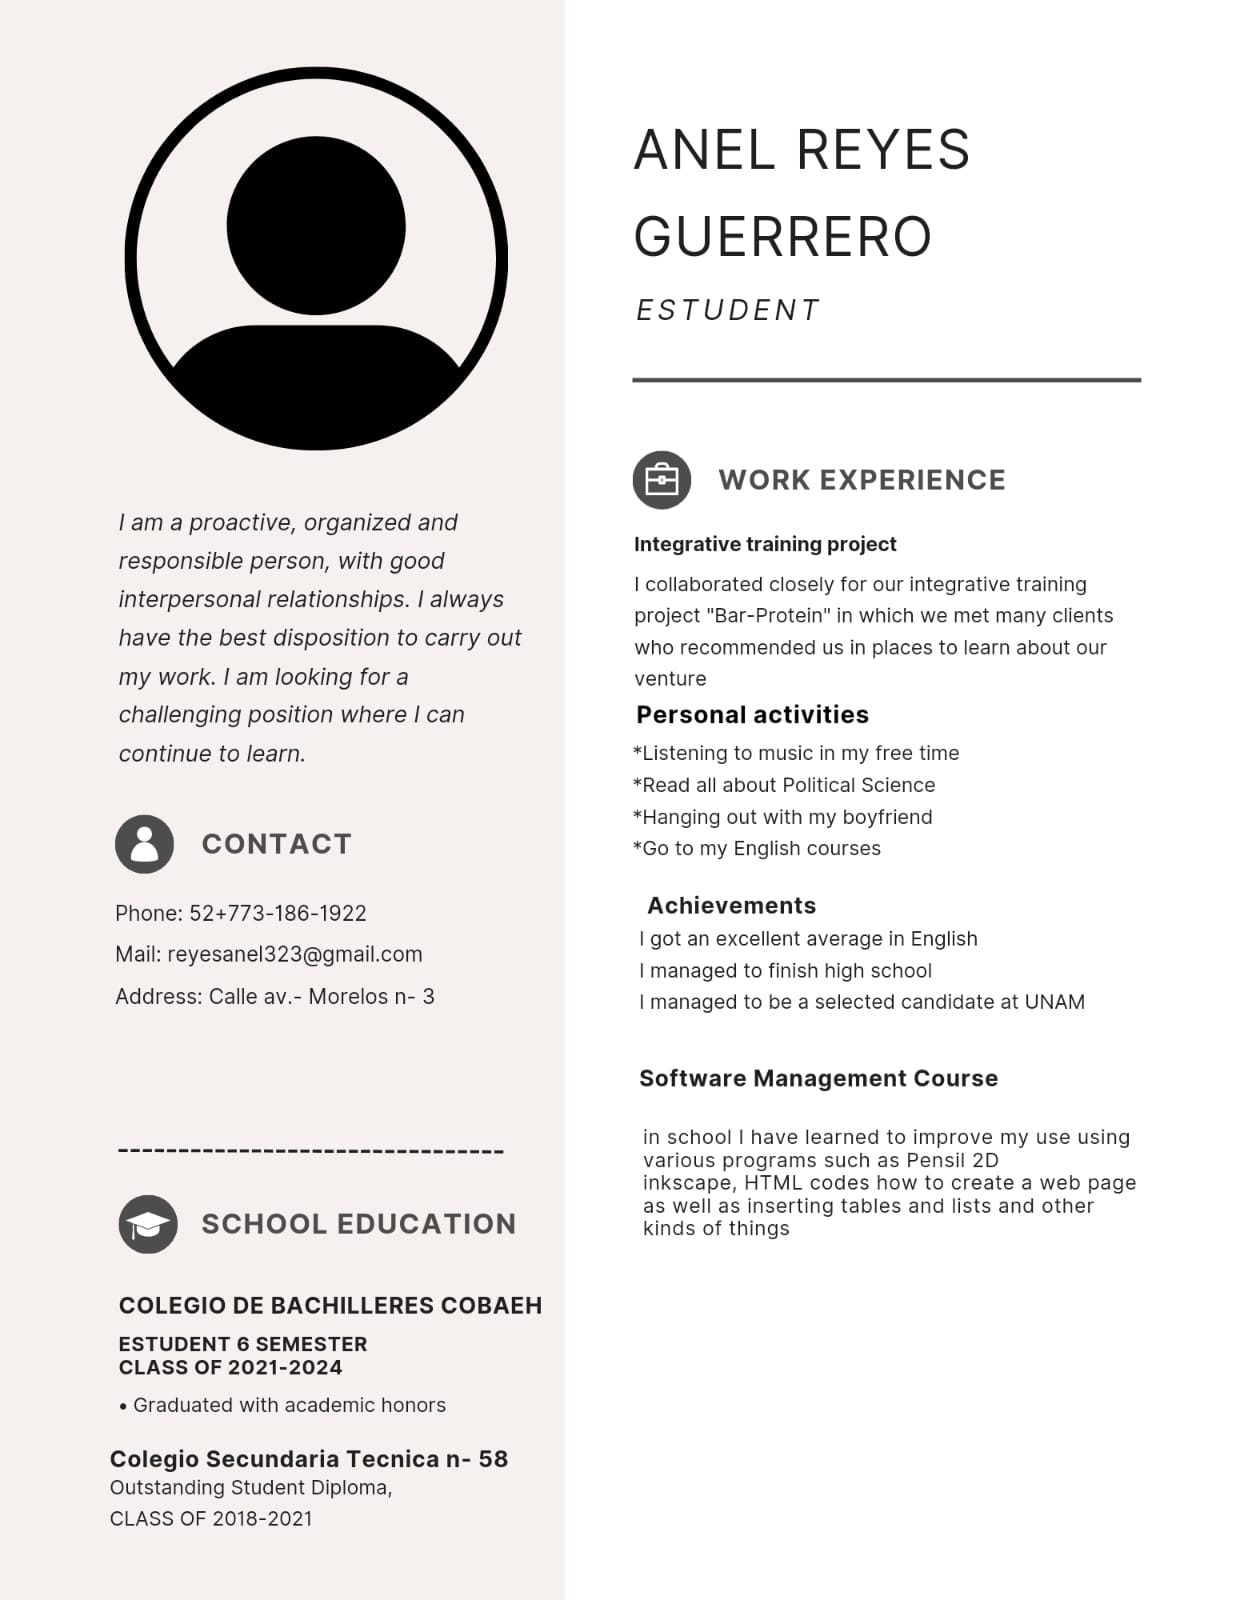 ANEL REYES
GUERRERO
ESTUDENT
I am a proactive, organized and
responsible person, with good
interpersonal relationships. I always
have the best disposition to carry out
my work. I am looking for a
challenging position where I can
continue to learn.
CONTACT
Phone: 52+773-186-1922
Mail: reyesanel323@gmail.com
Address: Calle av.- Morelos n- 3
--------------------------------
SCHOOL EDUCATION
COLEGIO DE BACHILLERES COBAEH
ESTUDENT 6 SEMESTER
CLASS OF 2021-2024
• Graduated with academic honors
Colegio Secundaria Tecnica n- 58
Outstanding Student Diploma,
CLASS OF 2018-2021
WORK EXPERIENCE
Integrative training project
I collaborated closely for our integrative training
project "Bar-Protein" in which we met many clients
who recommended us in places to learn about our
venture
Personal activities
*Listening to music in my free time
*Read all about Political Science
*Hanging out with my boyfriend
*Go to my English courses
Achievements
I got an excellent average in English
I managed to finish high school
I managed to be a selected candidate at UNAM
Software Management Course
in school I have learned to improve my use using
various programs such as Pensil 2D
inkscape, HTML codes how to create a web page
as well as inserting tables and lists and other
kinds of things